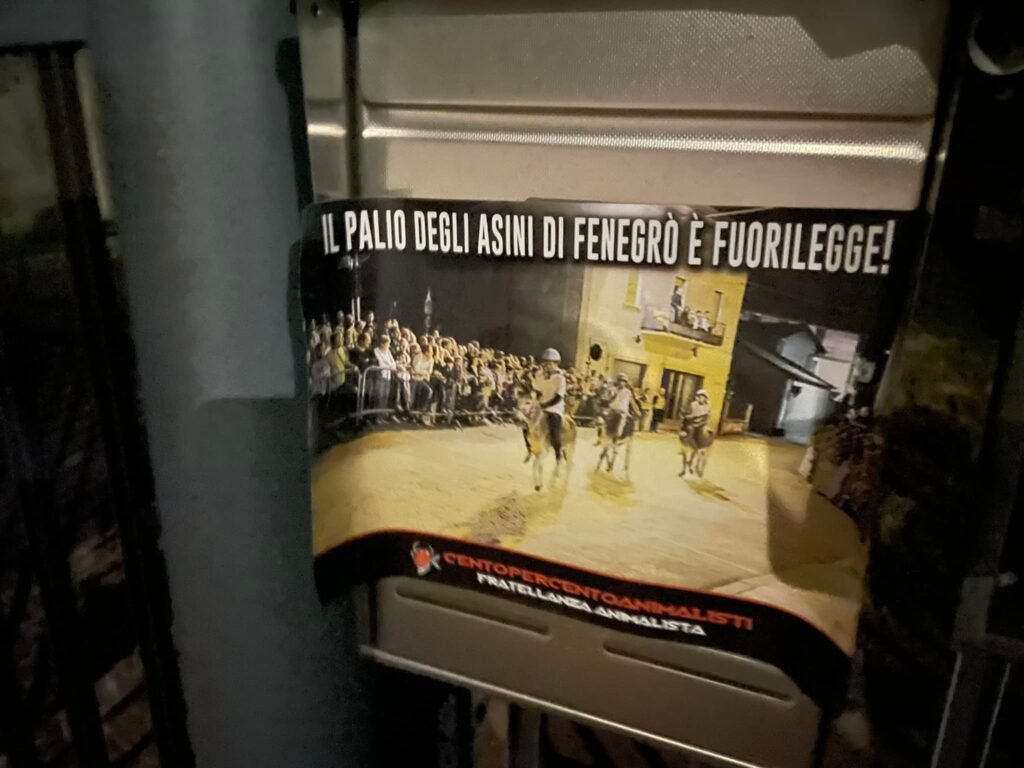 IL PALIO DEGLI ASINI DI FENEGRÒ È FUORILEGGE!
CENTOPERCENTOANIMALISTI
FRATELLANZA ANIMALISTA